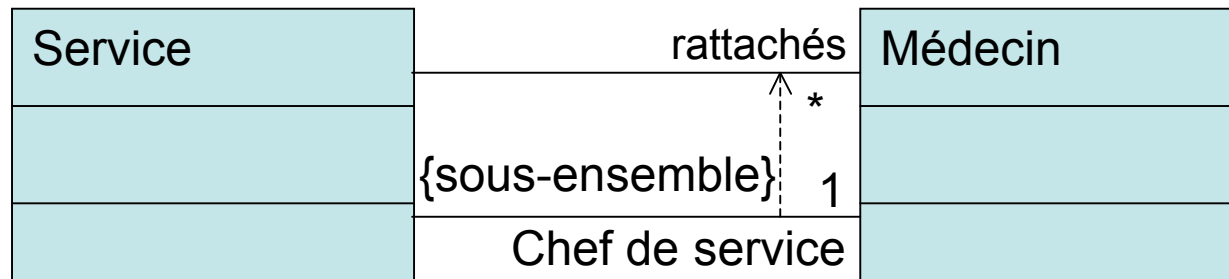 Service
rattachés
Médecin
*
{sous-ensemble}
1
Chef de service